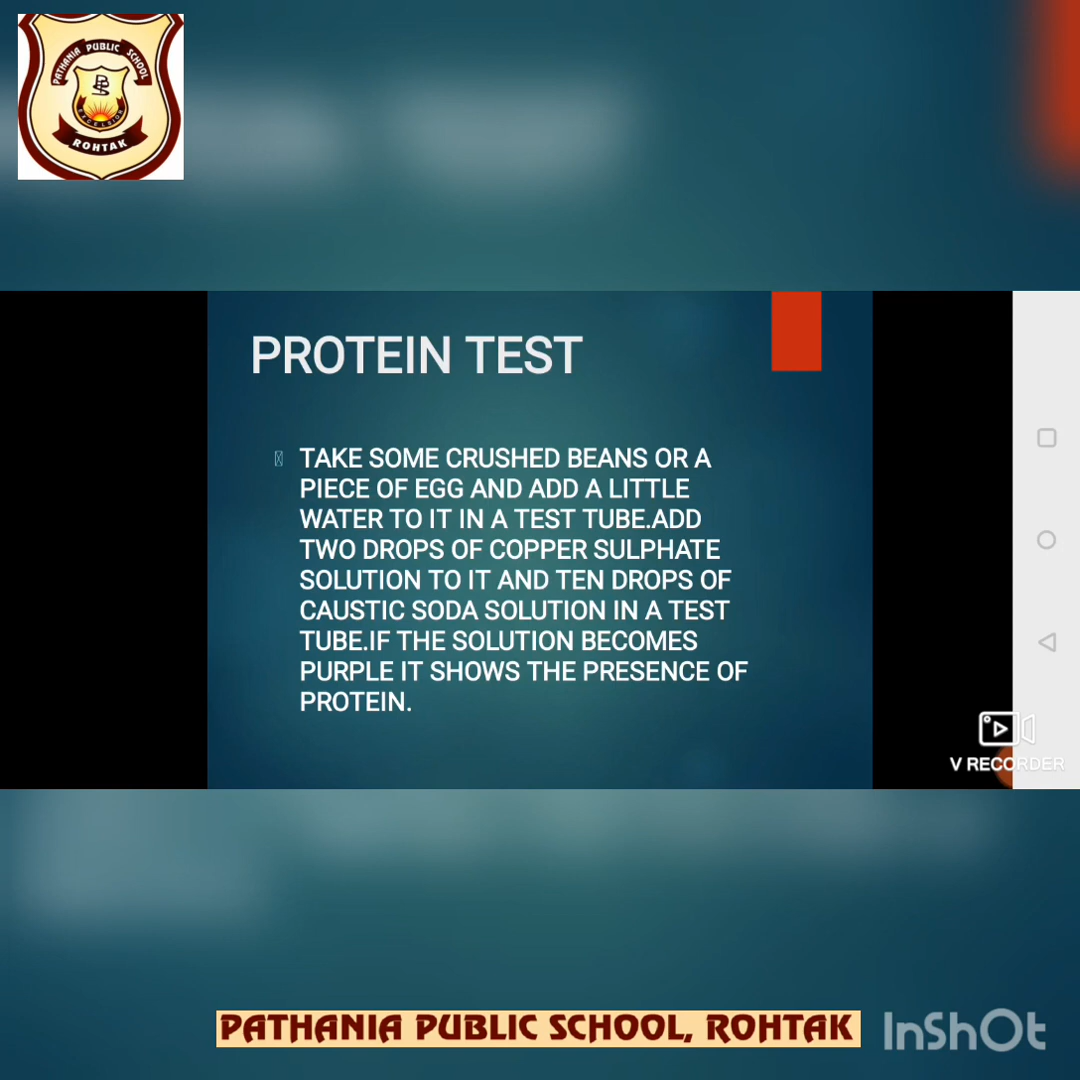 PATHANIA PUBLIC SCHOOL
EXCELSIOR
ROHTAK
PROTEIN TEST
TAKE SOME CRUSHED BEANS OR A
PIECE OF EGG AND ADD A LITTLE
WATER TO IT IN A TEST TUBE.ADD
TWO DROPS OF COPPER SULPHATE
SOLUTION TO IT AND TEN DROPS OF
CAUSTIC SODA SOLUTION IN A TEST
TUBE.IF THE SOLUTION BECOMES
PURPLE IT SHOWS THE PRESENCE OF
PROTEIN.
V RECORDER
PATHANIA PUBLIC SCHOOL, ROHTAK
InShOt